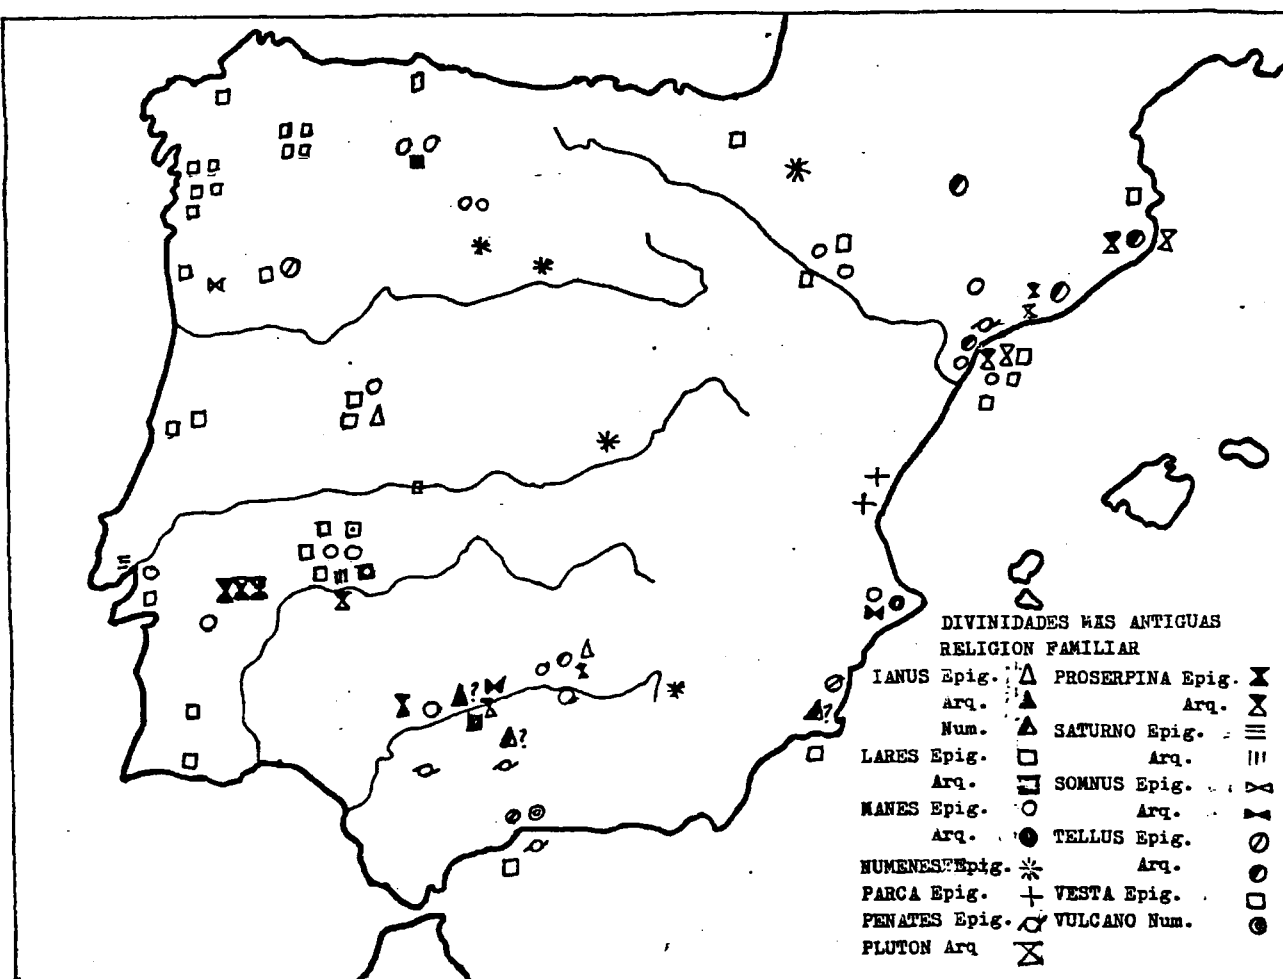 DIVINIDADES MAS ANTIGUAS
RELIGION FAMILIAR
IANUS Epig. PROSERPINA Epig.
Arq. Arq.
Num. SATURNO Epig.
LARES Epig. Arq.
Arq. SOMNUS Epig.
MANES Epig. Arq.
Arq. TELLUS Epig.
NUMENES Epig. Arq.
PARCA Epig. VESTA Epig.
PENATES Epig. VULCANO Num.
PLUTON Arq
?
?
?